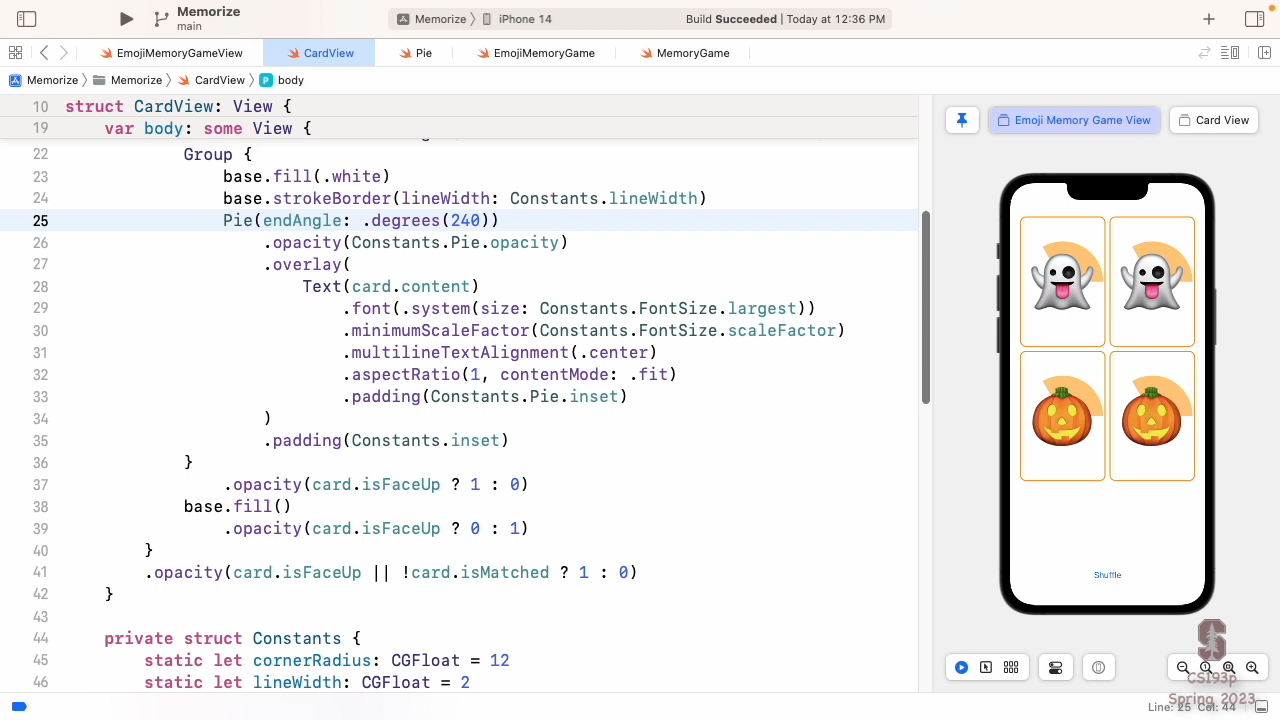 Memorize
main
Memorize 〉 iPhone 14
Build Succeeded | Today at 12:36 PM
EmojiMemoryGameView
CardView
Pie
EmojiMemoryGame
MemoryGame
Memorize 〉 Memorize 〉 CardView 〉 P body
10 struct CardView: View {
19 var body: some View {
22 Group {
23 base.fill(.white)
24 base.strokeBorder(lineWidth: Constants.lineWidth)
25 Pie(endAngle: .degrees(240))
26 .opacity(Constants.Pie.opacity)
27 .overlay(
28 Text(card.content)
29 .font(.system(size: Constants.FontSize.largest))
30 .minimumScaleFactor(Constants.FontSize.scaleFactor)
31 .multilineTextAlignment(.center)
32 .aspectRatio(1, contentMode: .fit)
33 .padding(Constants.Pie.inset)
34 )
35 .padding(Constants.inset)
36 }
37 .opacity(card.isFaceUp ? 1 : 0)
38 base.fill()
39 .opacity(card.isFaceUp ? 0 : 1)
40 }
41 .opacity(card.isFaceUp || !card.isMatched ? 1 : 0)
42 }
43
44 private struct Constants {
45 static let cornerRadius: CGFloat = 12
46 static let lineWidth: CGFloat = 2
Emoji Memory Game View
Card View
Shuffle
S
CS193p
Spring 2023
Line: 25 Col: 44